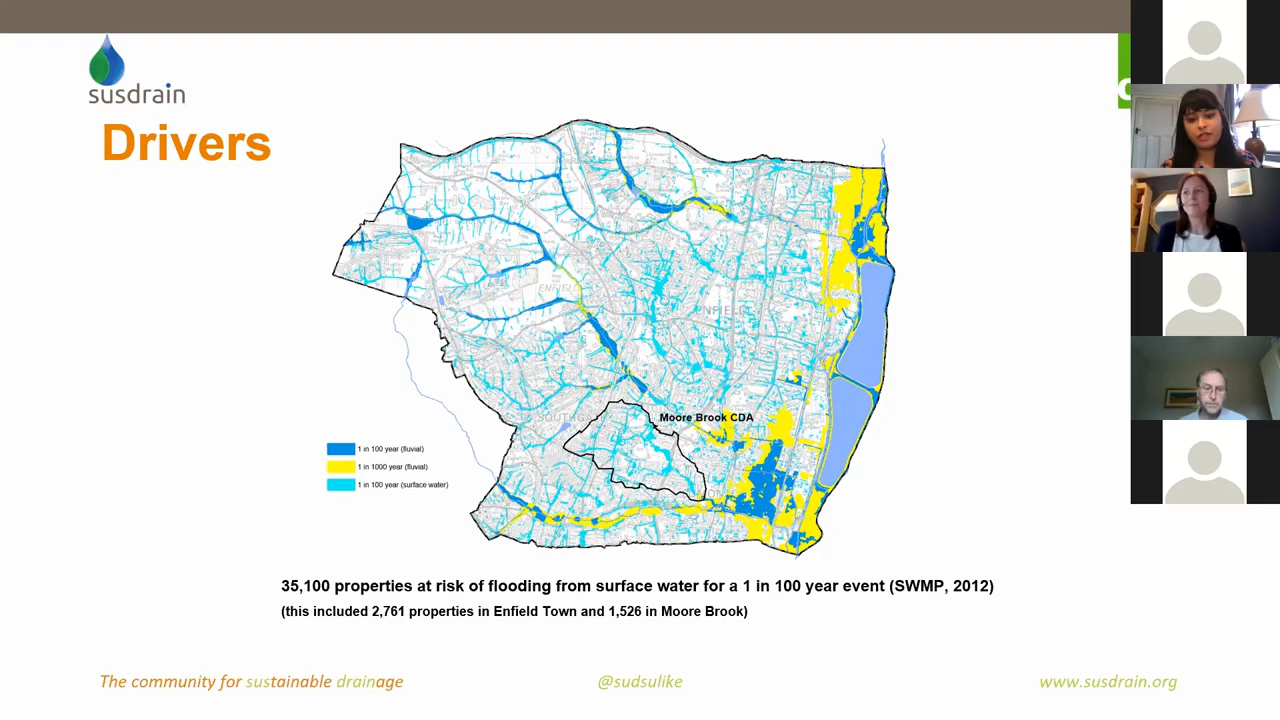 susdrain
Drivers
ENFIELD
ENFIELD
SOUTHGA
Moore Brook CDA
1 in 100 year (fluvial)
1 in 1000 year (fluvial)
1 in 100 year (surface water)
35,100 properties at risk of flooding from surface water for a 1 in 100 year event (SWMP, 2012)
(this included 2,761 properties in Enfield Town and 1,526 in Moore Brook)
The community for sustainable drainage
@sudsulike
www.susdrain.org